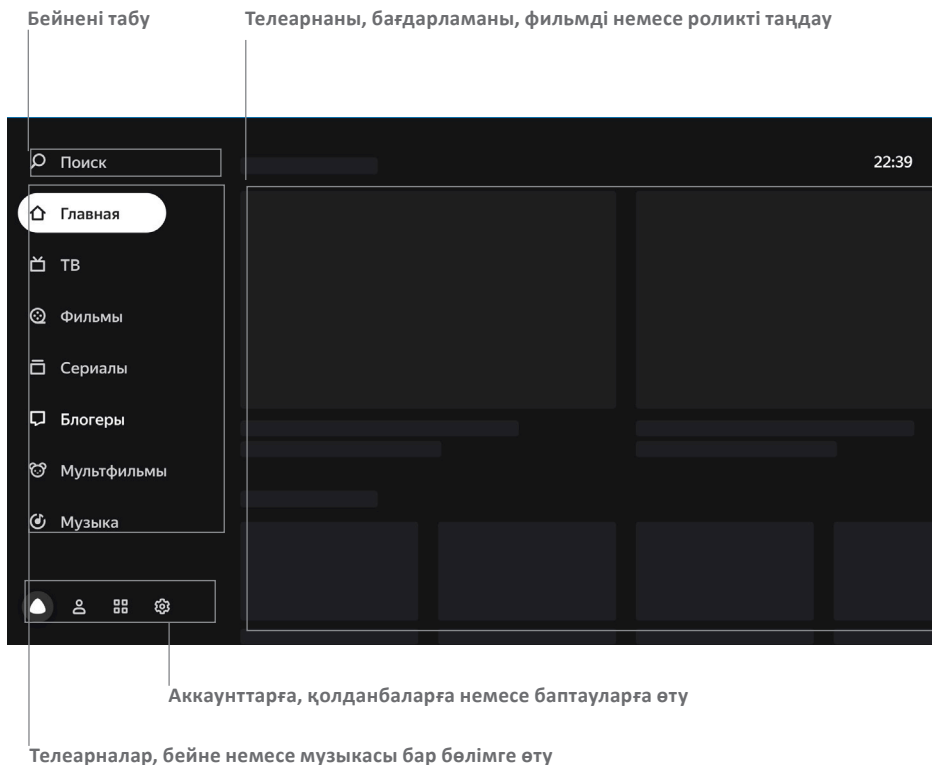 Бейнені табу
Телеарнаны, бағдарламаны, фильмді немесе роликті таңдау
Поиск
22:39
Главная
ТВ
Фильмы
Сериалы
Блогеры
Мультфильмы
Музыка
Аккаунттарға, қолданбаларға немесе баптауларға өту
Телеарналар, бейне немесе музыкасы бар бөлімге өту